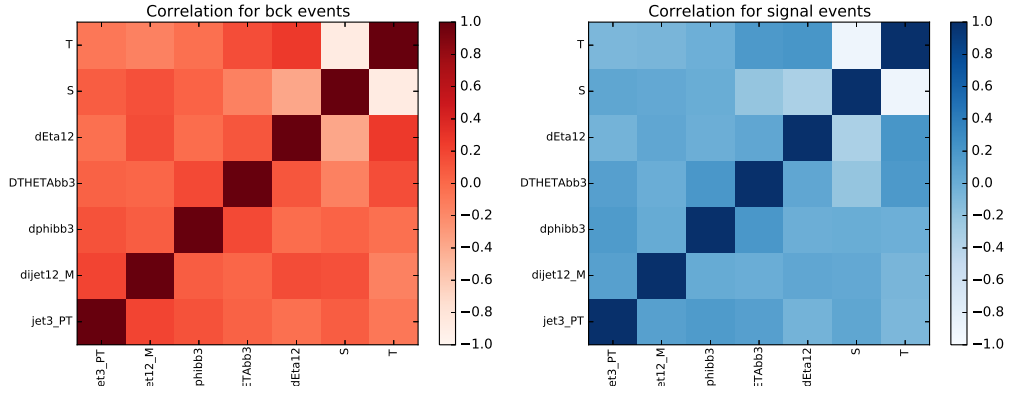 Correlation for bck events
T
S
dEta12
DTHETAbb3
dphibb3
dijet12_M
jet3_PT
et3_PT
et12_M
phibb3
ETAbb3
dEta12
S
T
1.0
0.8
0.6
0.4
0.2
0.0
−0.2
−0.4
−0.6
−0.8
−1.0
Correlation for signal events
T
S
dEta12
DTHETAbb3
dphibb3
dijet12_M
jet3_PT
et3_PT
et12_M
phibb3
ETAbb3
dEta12
S
T
1.0
0.8
0.6
0.4
0.2
0.0
−0.2
−0.4
−0.6
−0.8
−1.0